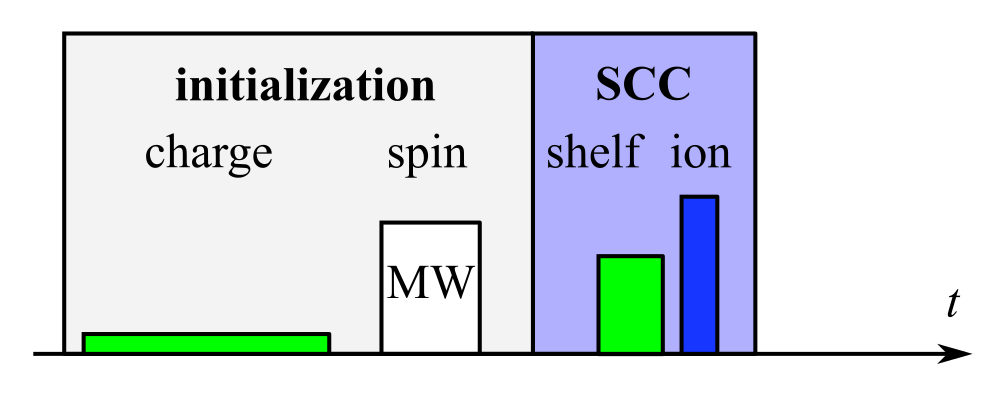 initialization
charge spin
MW
SCC
shelf ion
t